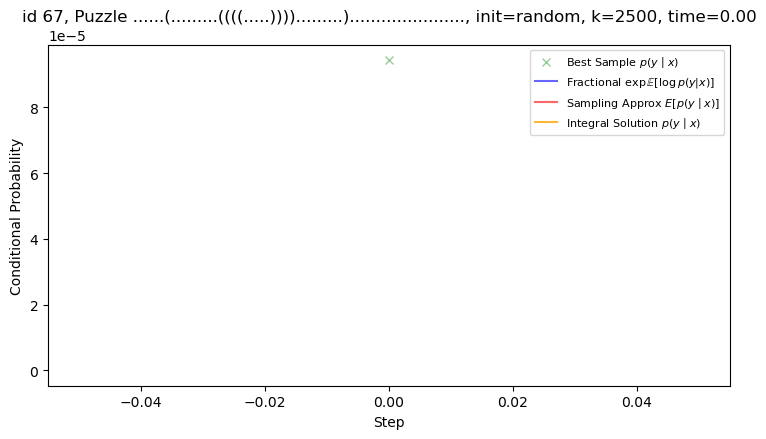 id 67, Puzzle ......(.........((((.....)))).........)......................, init=random, k=2500, time=0.00
1e−5
Best Sample p(y | x)
Fractional exp𝔼[log p(y|x)]
Sampling Approx E[p(y | x)]
Integral Solution p(y | x)
8
6
4
2
0
Conditional Probability
−0.04
−0.02
0.00
0.02
0.04
Step